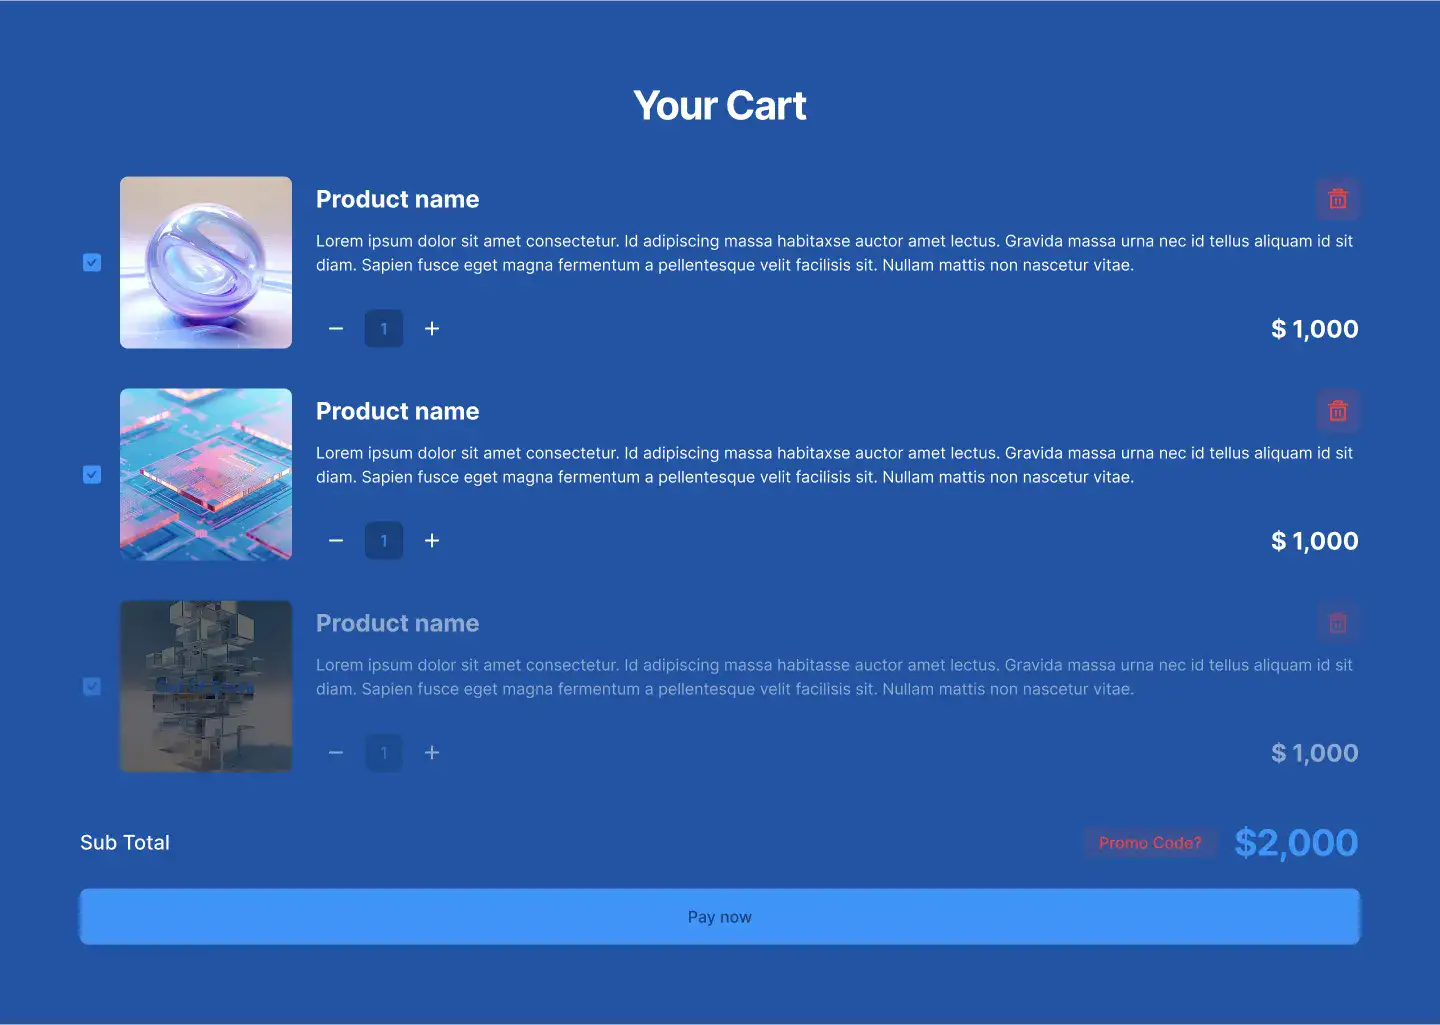 Your Cart
Product name
Lorem ipsum dolor sit amet consectetur. Id adipiscing massa habitaxse auctor amet lectus. Gravida massa urna nec id tellus aliquam id sit
diam. Sapien fusce eget magna fermentum a pellentesque velit facilisis sit. Nullam mattis non nascetur vitae.
− 1 +
$ 1,000
Product name
Lorem ipsum dolor sit amet consectetur. Id adipiscing massa habitaxse auctor amet lectus. Gravida massa urna nec id tellus aliquam id sit
diam. Sapien fusce eget magna fermentum a pellentesque velit facilisis sit. Nullam mattis non nascetur vitae.
− 1 +
$ 1,000
Product name
Lorem ipsum dolor sit amet consectetur. Id adipiscing massa habitasse auctor amet lectus. Gravida massa urna nec id tellus aliquam id sit
diam. Sapien fusce eget magna fermentum a pellentesque velit facilisis sit. Nullam mattis non nascetur vitae.
− 1 +
$ 1,000
Sub Total
Promo Code?
$2,000
Pay now